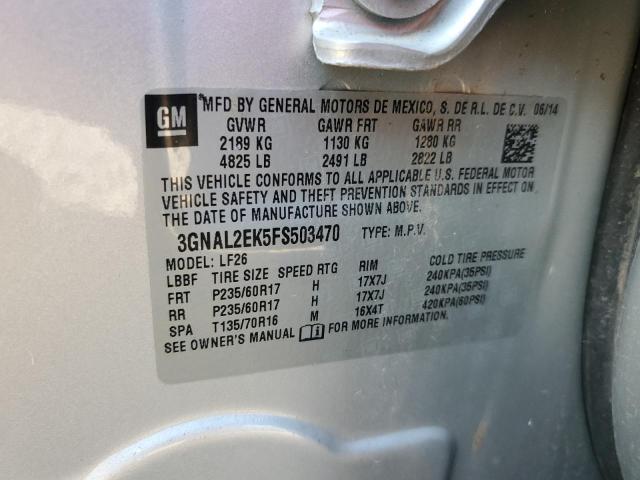 GM MFD BY GENERAL MOTORS DE MEXICO, S. DE R.L. DE C.V. 06/14
GVWR GAWR FRT GAWR RR
2189 KG 1130 KG 1280 KG
4825 LB 2491 LB 2822 LB
THIS VEHICLE CONFORMS TO ALL APPLICABLE U.S. FEDERAL MOTOR
VEHICLE SAFETY AND THEFT PREVENTION STANDARDS IN EFFECT ON
THE DATE OF MANUFACTURE SHOWN ABOVE.
3GNAL2EK5FS503470 TYPE: M.P.V.
MODEL: LF26
LBBF TIRE SIZE SPEED RTG RIM COLD TIRE PRESSURE
FRT P235/60R17 H 17X7J 240KPA(35PSI)
RR P235/60R17 H 17X7J 240KPA(35PSI)
SPA T135/70R16 M 16X4T 420KPA(60PSI)
SEE OWNER'S MANUAL FOR MORE INFORMATION.